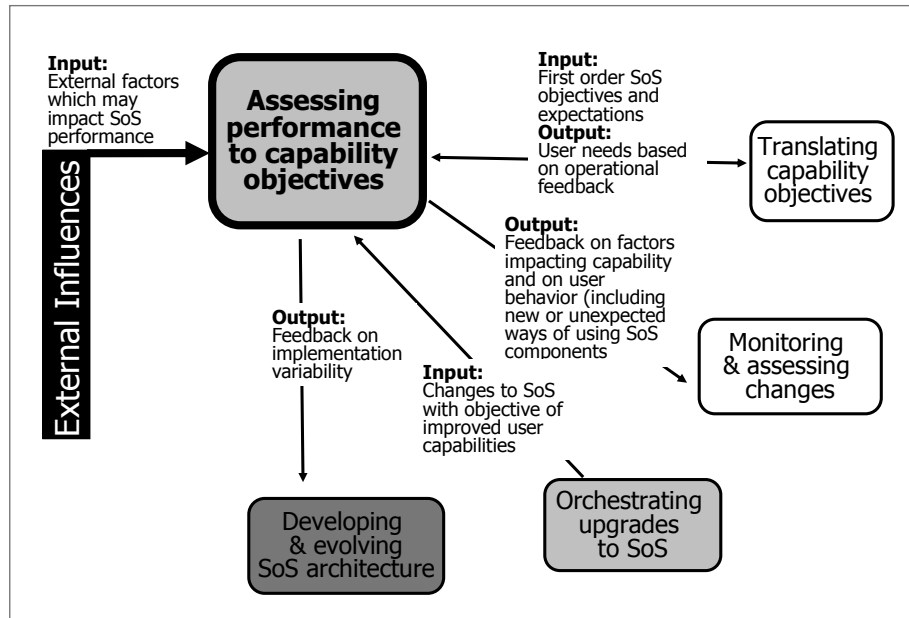 Input:
External factors
which may
impact SoS
performance
External Influences
Assessing
performance
to capability
objectives
Input:
First order SoS
objectives and
expectations
Output:
User needs based
on operational
feedback
Translating
capability
objectives
Output:
Feedback on factors
impacting capability
and on user
behavior (including
new or unexpected
ways of using SoS
components
Monitoring
& assessing
changes
Output:
Feedback on
implementation
variability
Input:
Changes to SoS
with objective of
improved user
capabilities
Developing
& evolving
SoS architecture
Orchestrating
upgrades
to SoS